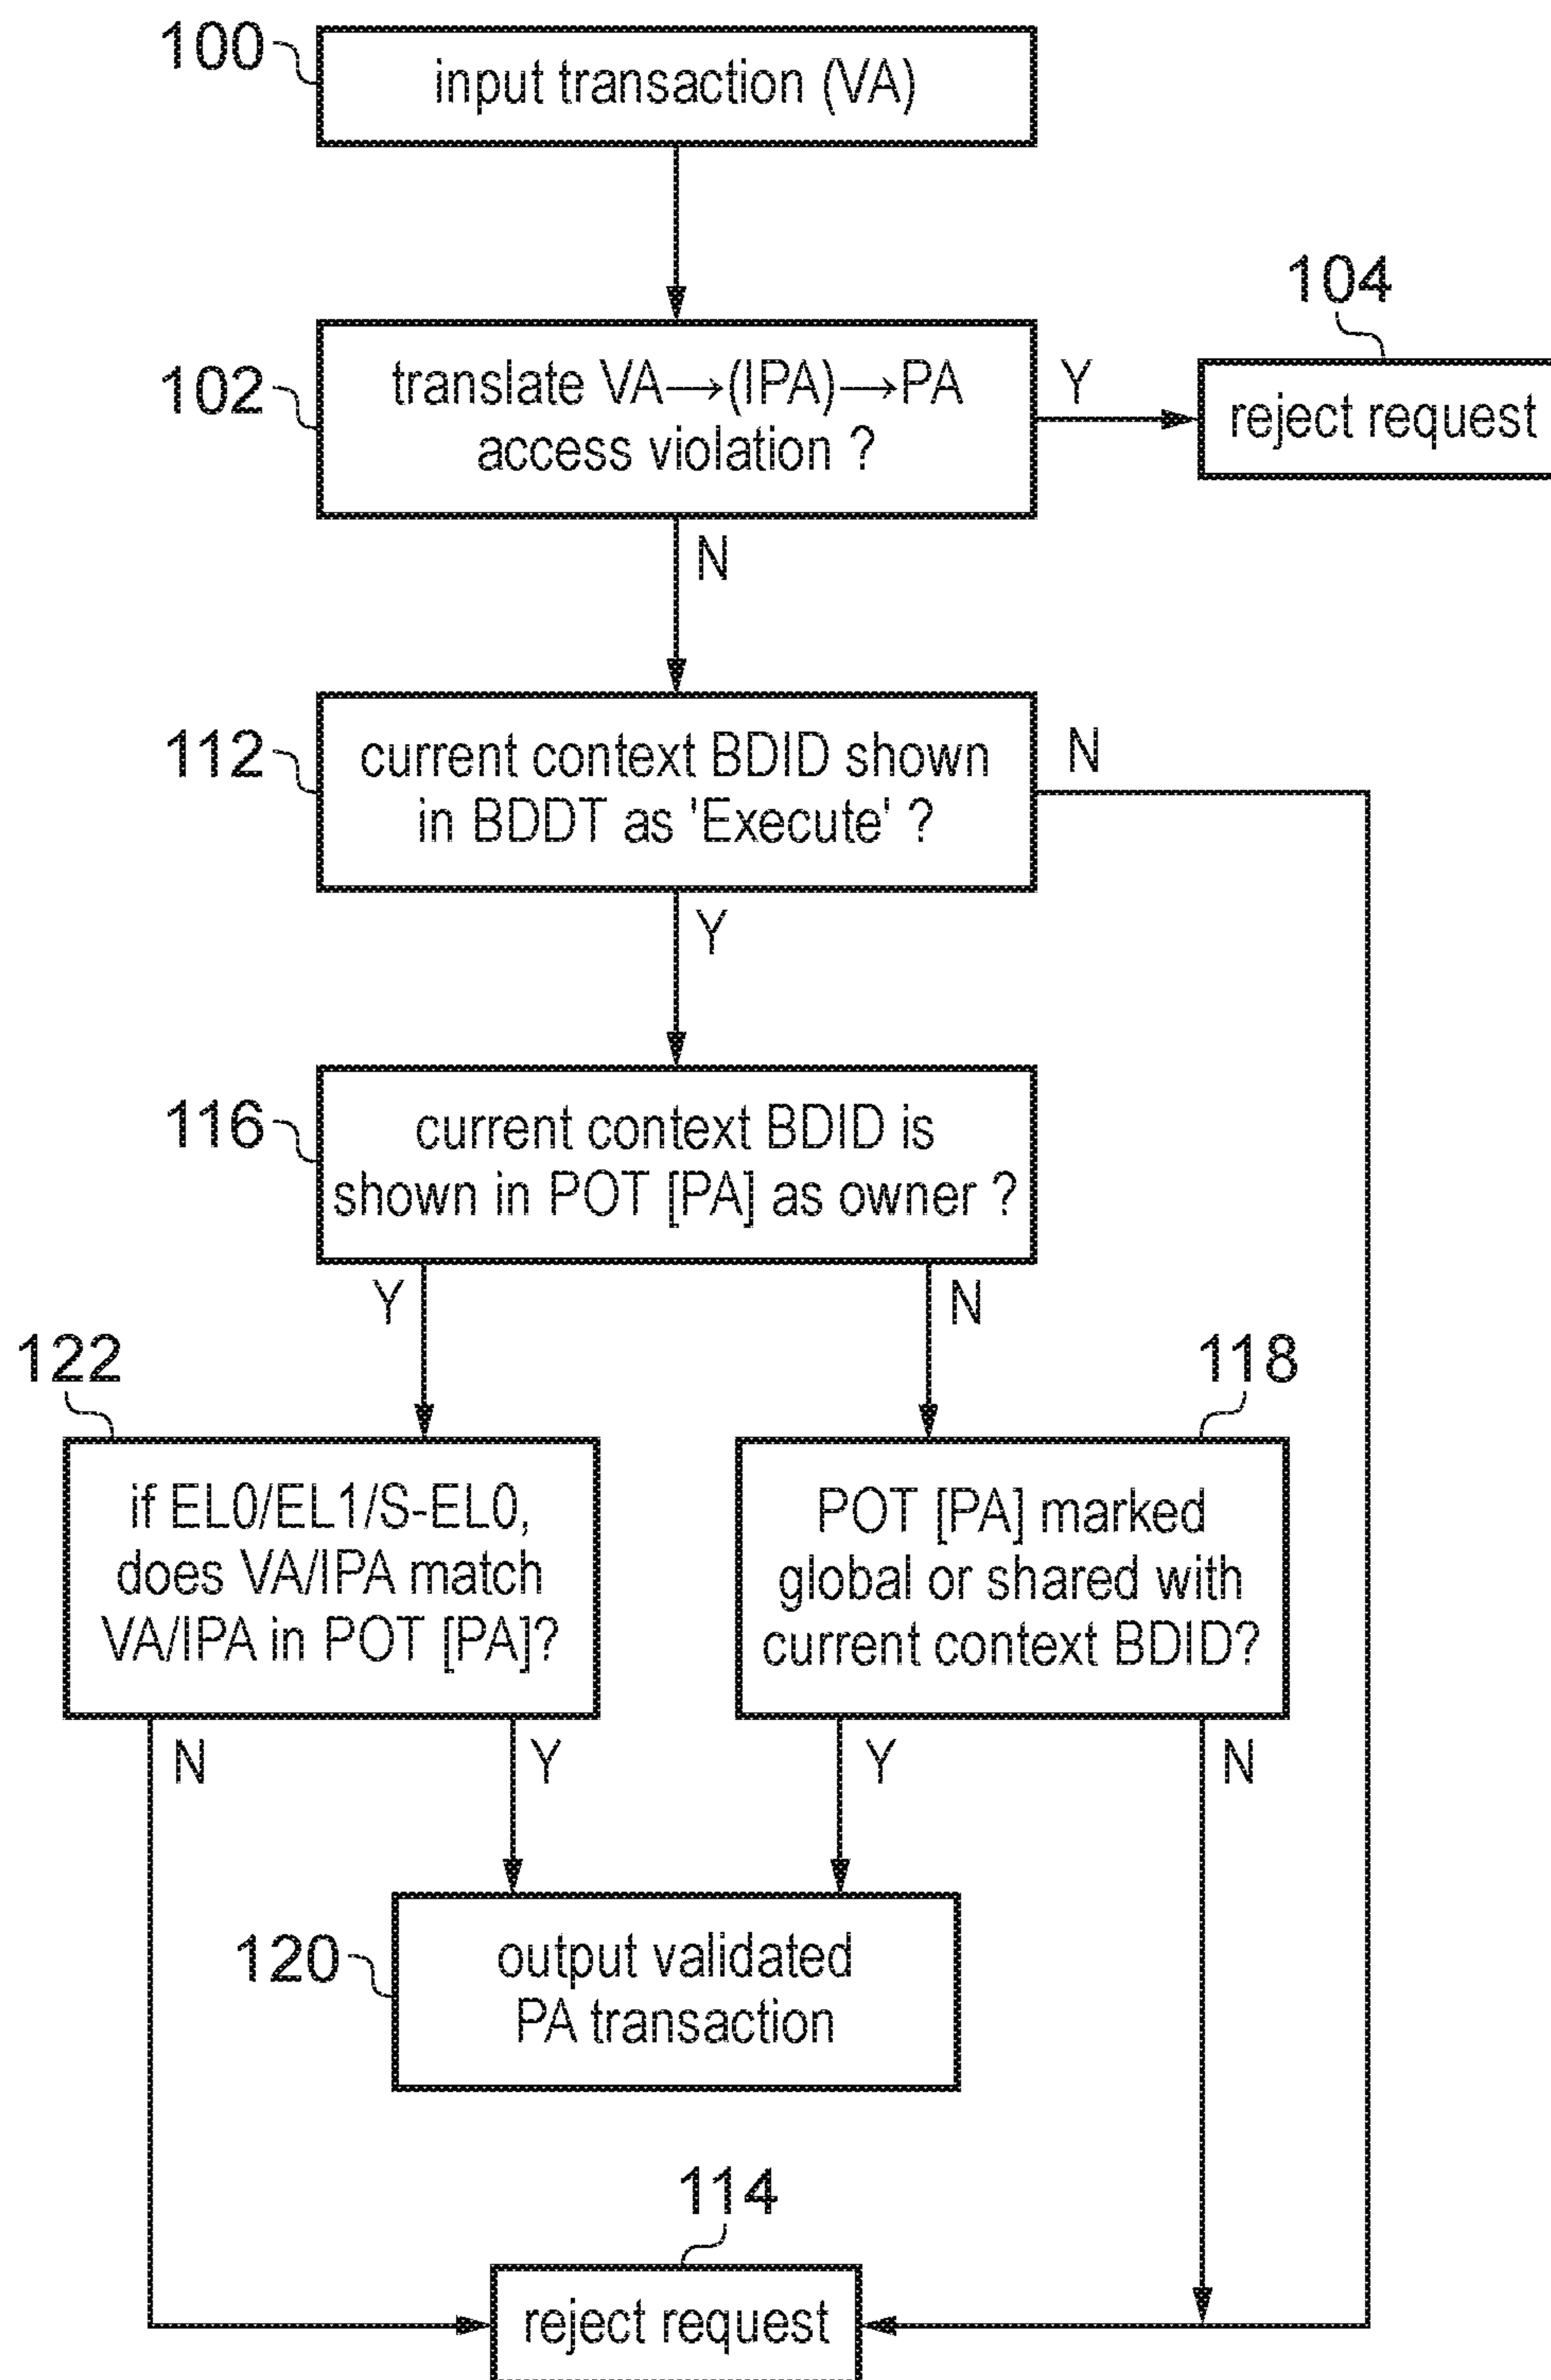 100
input transaction (VA)
104
102
translate VA→(IPA)→PA
access violation ?
Y
reject request
N
112
current context BDID shown
in BDDT as 'Execute' ?
N
Y
116
current context BDID is
shown in POT [PA] as owner ?
Y
N
122
118
if EL0/EL1/S-EL0,
does VA/IPA match
VA/IPA in POT [PA]?
POT [PA] marked
global or shared with
current context BDID?
N
Y
Y
N
120
output validated
PA transaction
114
reject request